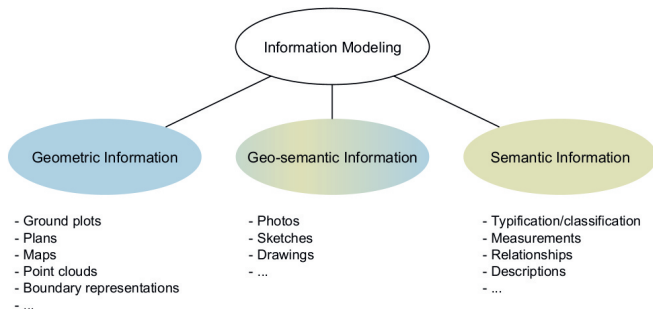 Information Modeling
Geometric Information
Geo-semantic Information
Semantic Information
- Ground plots
- Plans
- Maps
- Point clouds
- Boundary representations
- ...
- Photos
- Sketches
- Drawings
- ...
- Typification/classification
- Measurements
- Relationships
- Descriptions
- ...